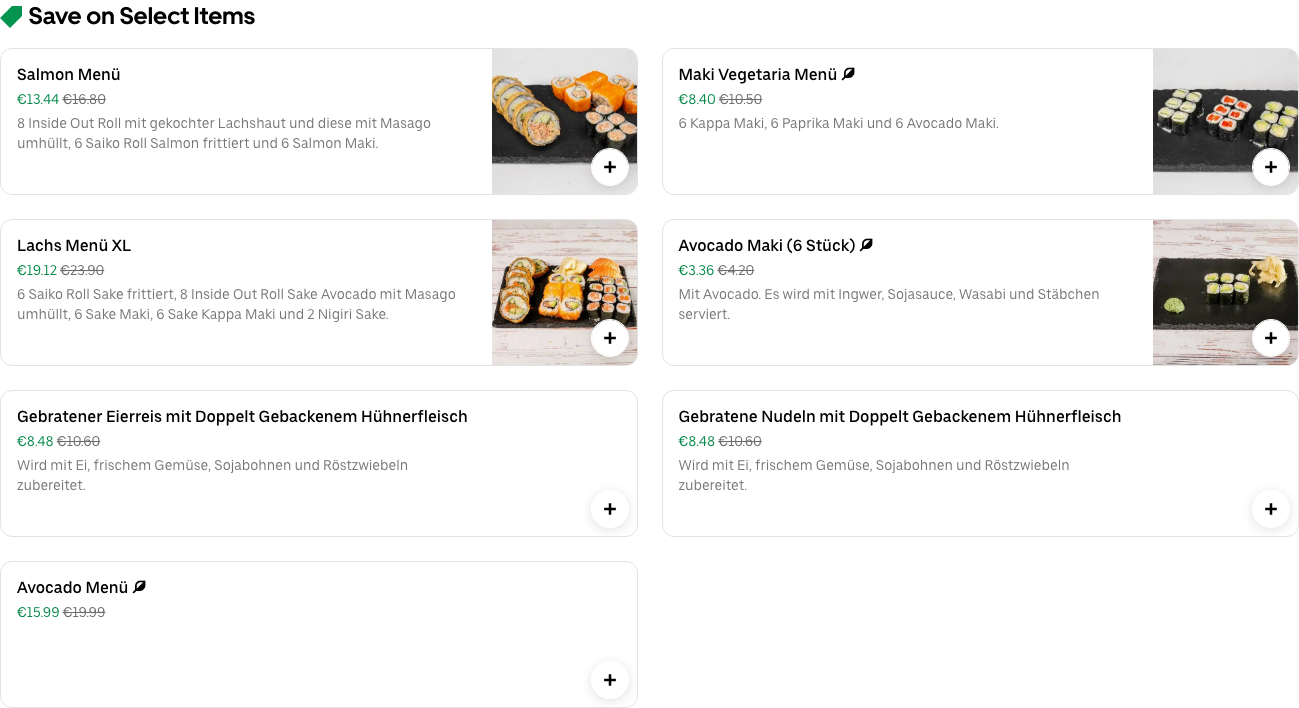 Save on Select Items
Salmon Menü
€13.44 €16.80
8 Inside Out Roll mit gekochter Lachshaut und diese mit Masago
umhüllt, 6 Saiko Roll Salmon frittiert und 6 Salmon Maki.
Maki Vegetaria Menü
€8.40 €10.50
6 Kappa Maki, 6 Paprika Maki und 6 Avocado Maki.
Lachs Menü XL
€19.12 €23.90
6 Saiko Roll Sake frittiert, 8 Inside Out Roll Sake Avocado mit Masago
umhüllt, 6 Sake Maki, 6 Sake Kappa Maki und 2 Nigiri Sake.
Avocado Maki (6 Stück)
€3.36 €4.20
Mit Avocado. Es wird mit Ingwer, Sojasauce, Wasabi und Stäbchen
serviert.
Gebratener Eierreis mit Doppelt Gebackenem Hühnerfleisch
€8.48 €10.60
Wird mit Ei, frischem Gemüse, Sojabohnen und Röstzwiebeln
zubereitet.
Gebratene Nudeln mit Doppelt Gebackenem Hühnerfleisch
€8.48 €10.60
Wird mit Ei, frischem Gemüse, Sojabohnen und Röstzwiebeln
zubereitet.
Avocado Menü
€15.99 €19.99